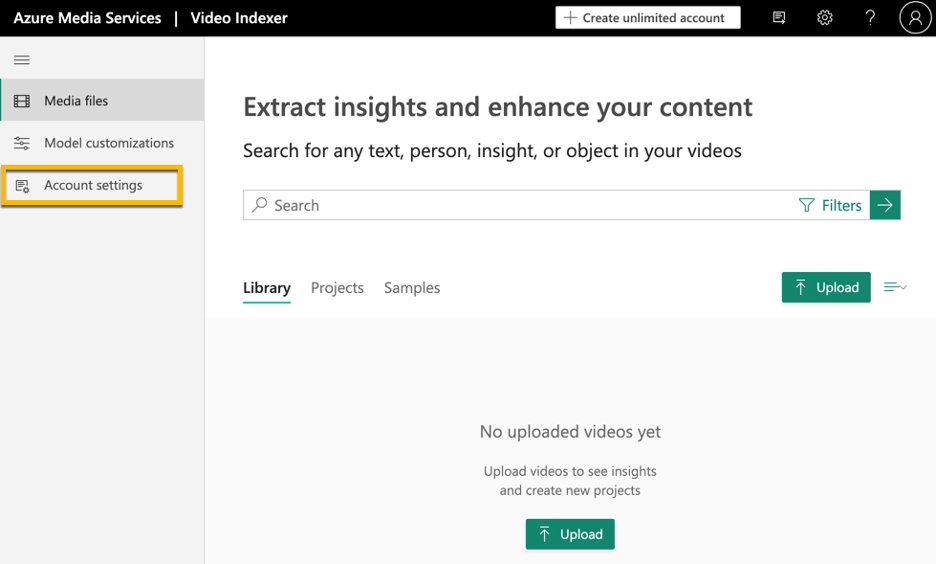 Azure Media Services | Video Indexer
Create unlimited account
Media files
Model customizations
Account settings
Extract insights and enhance your content
Search for any text, person, insight, or object in your videos
Search
Filters
Library Projects Samples
Upload
No uploaded videos yet
Upload videos to see insights
and create new projects
Upload